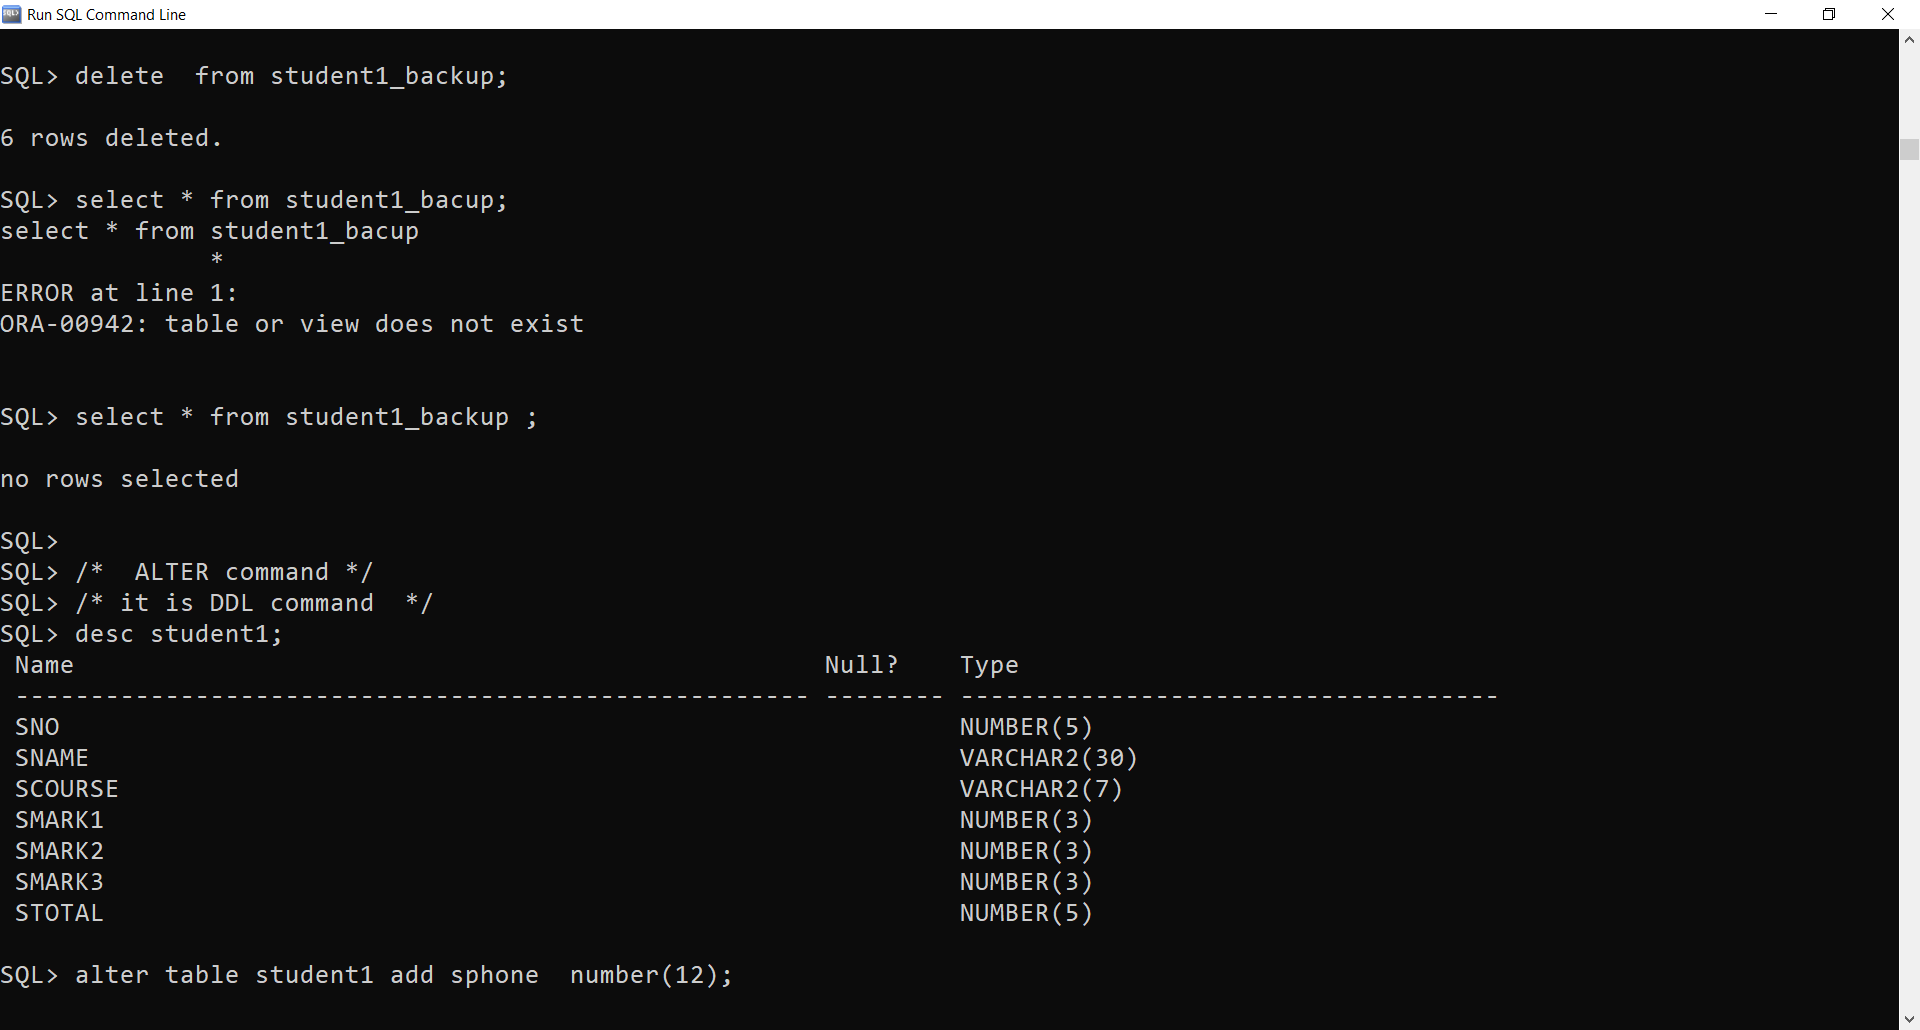 Run SQL Command Line
SQL> delete  from student1_backup;
6 rows deleted.
SQL> select * from student1_bacup;
select * from student1_bacup
              *
ERROR at line 1:
ORA-00942: table or view does not exist
SQL> select * from student1_backup ;
no rows selected
SQL>
SQL> /*  ALTER command */
SQL> /* it is DDL command  */
SQL> desc student1;
 Name                                                  Null?    Type
 ----------------------------------------------------- -------- ------------------------------------
 SNO                                                            NUMBER(5)
 SNAME                                                          VARCHAR2(30)
 SCOURSE                                                        VARCHAR2(7)
 SMARK1                                                         NUMBER(3)
 SMARK2                                                         NUMBER(3)
 SMARK3                                                         NUMBER(3)
 STOTAL                                                         NUMBER(5)
SQL> alter table student1 add sphone  number(12);